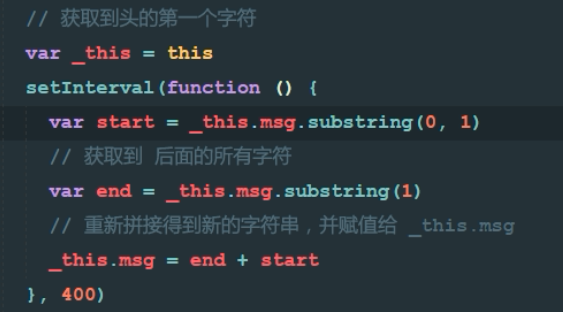 // 获取到头的第一个字符
var _this = this
setInterval(function () {
var start = _this.msg.substring(0, 1)
// 获取到 后面的所有字符
var end = _this.msg.substring(1)
// 重新拼接得到新的字符串，并赋值给 _this.msg
_this.msg = end + start
}, 400)